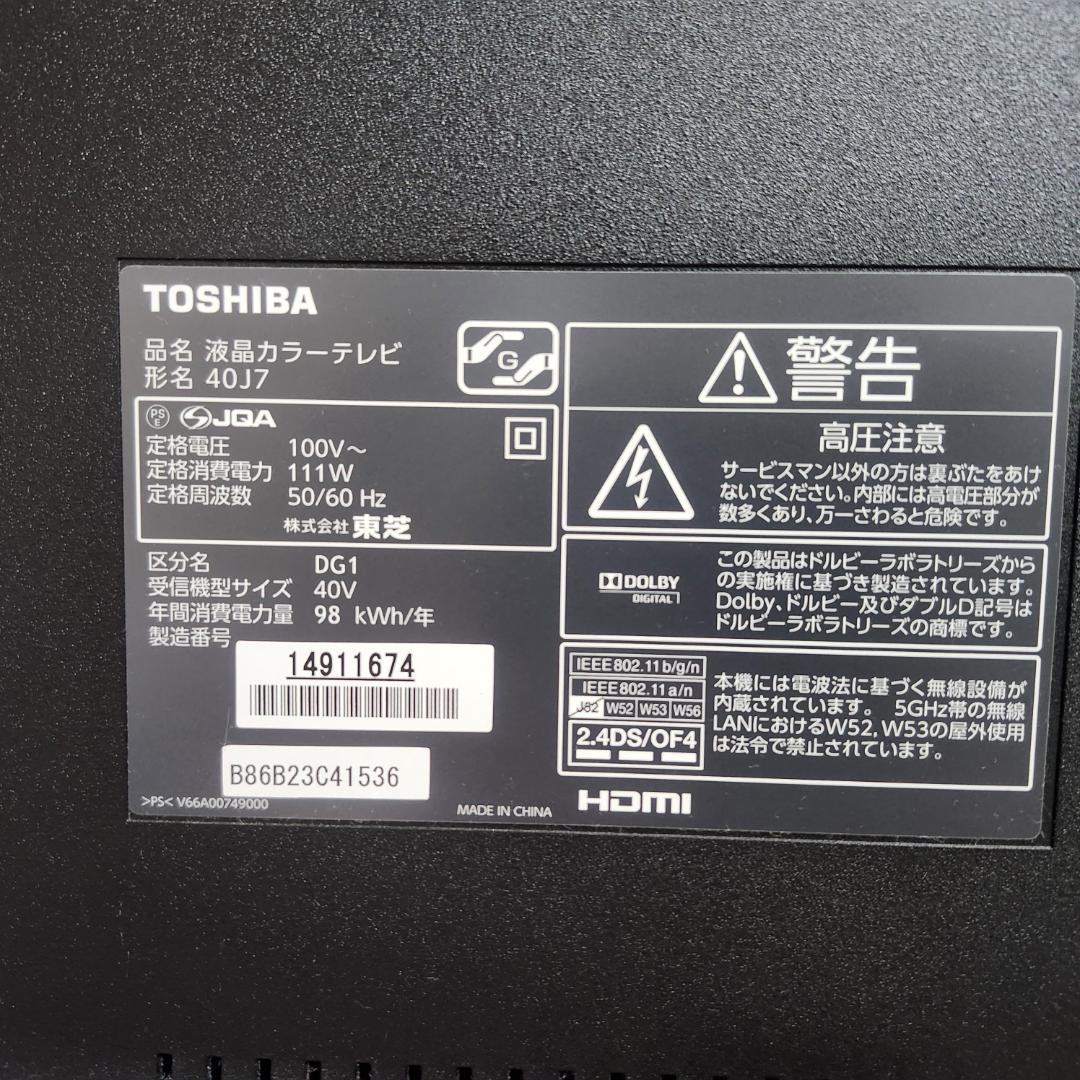 TOSHIBA
品名 液晶カラーテレビ
形名 40J7
G
PS
E
JQA
定格電圧 100V～
定格消費電力 111W
定格周波数 50/60 Hz
株式会社 東芝
区分名 DG1
受信機型サイズ 40V
年間消費電力量 98 kWh/年
製造番号
14911674
B86B23C41536
>PS< V66A00749000
MADE IN CHINA
警告
高圧注意
サービスマン以外の方は裏ぶたをあけ
ないでください。内部には高電圧部分が
数多くあり、万一さわると危険です。
DOLBY
DIGITAL
この製品はドルビーラボラトリーズから
の実施権に基づき製造されています。
Dolby、ドルビー及びダブルD記号は
ドルビーラボラトリーズの商標です。
IEEE802.11b/g/n
IEEE802.11a/n
J52 W52 W53 W56
2.4DS/OF4
本機には電波法に基づく無線設備が
内蔵されています。 5GHz帯の無線
LANにおけるW52,W53の屋外使用
は法令で禁止されています。
HDMI